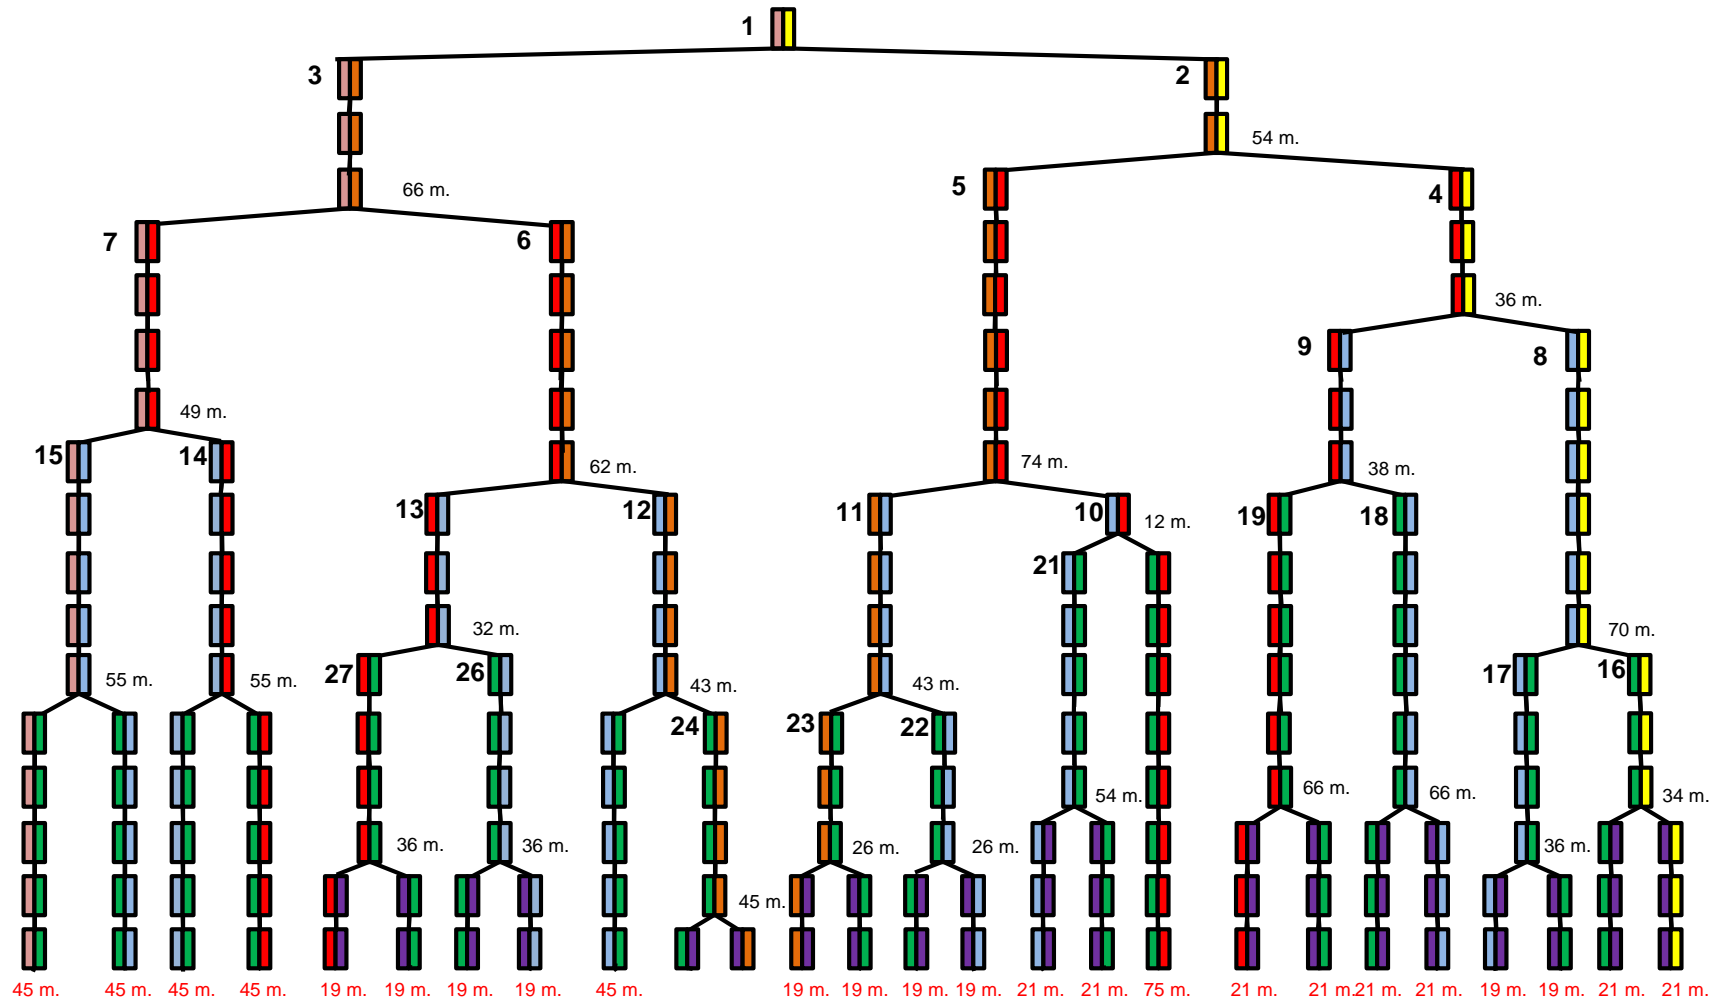 1
3
2
54 m.
5
4
66 m.
7
6
36 m.
9
8
49 m.
15
14
62 m.
74 m.
38 m.
13
12
11
10
12 m.
19
18
21
32 m.
70 m.
27
26
17
16
55 m.
55 m.
43 m.
43 m.
24
23
22
66 m.
66 m.
54 m.
34 m.
36 m.
36 m.
26 m.
26 m.
36 m.
45 m.
45 m.
45 m.
45 m.
45 m.
19 m.
19 m.
19 m.
19 m.
45 m.
19 m.
19 m.
19 m.
19 m.
21 m.
21 m.
75 m.
21 m.
21 m.
21 m.
21 m.
19 m.
19 m.
21 m.
21 m.